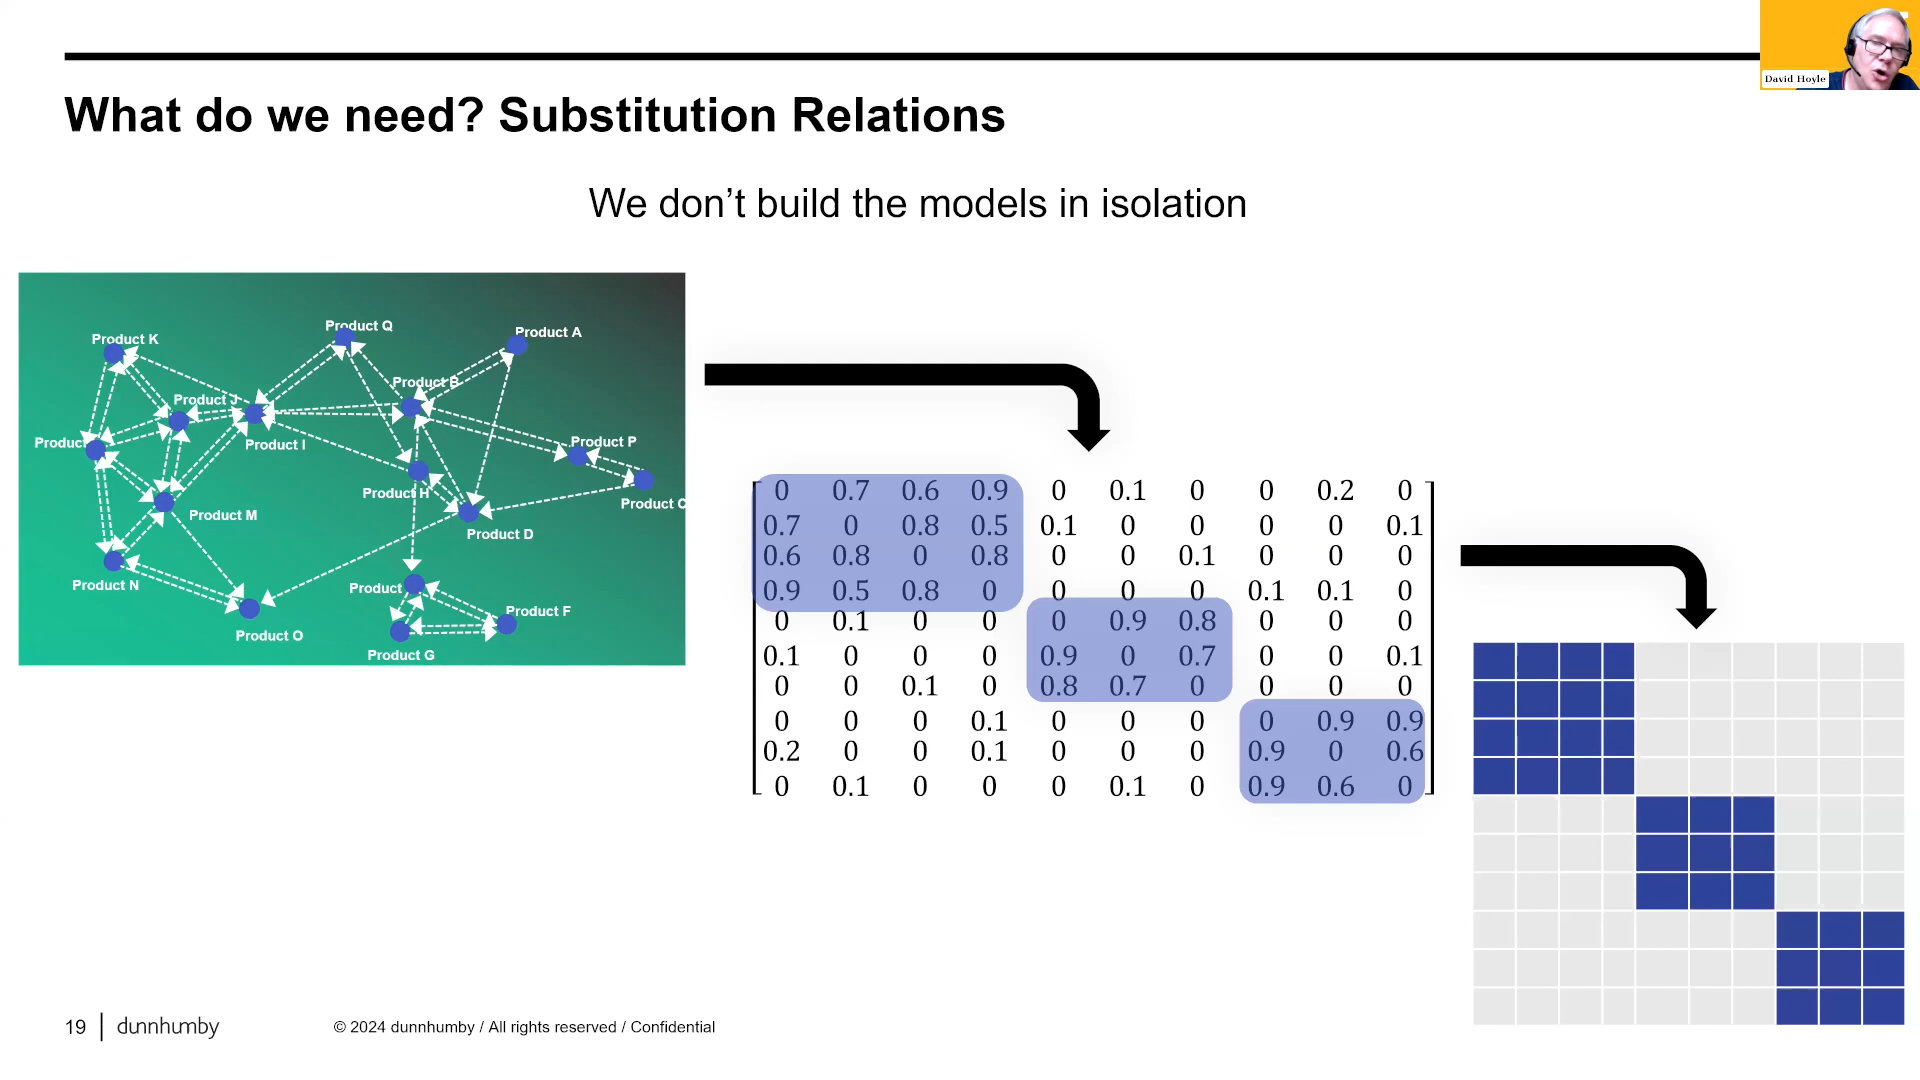 David Hoyle
What do we need? Substitution Relations
We don’t build the models in isolation
Product Q
Product A
Product K
Product B
Product J
Product
Product I
Product P
Product H
Product C
Product M
Product D
Product N
Product
Product F
Product O
Product G
0 0.7 0.6 0.9 0 0.1 0 0 0.2 0
0.7 0 0.8 0.5 0.1 0 0 0 0 0.1
0.6 0.8 0 0.8 0 0 0.1 0 0 0
0.9 0.5 0.8 0 0 0 0 0.1 0.1 0
0 0.1 0 0 0 0.9 0.8 0 0 0
0.1 0 0 0 0.9 0 0.7 0 0 0.1
0 0 0.1 0 0.8 0.7 0 0 0 0
0 0 0 0.1 0 0 0 0 0.9 0.9
0.2 0 0 0.1 0 0 0 0.9 0 0.6
0 0.1 0 0 0 0.1 0 0.9 0.6 0
19 | dunnhumby
© 2024 dunnhumby / All rights reserved / Confidential